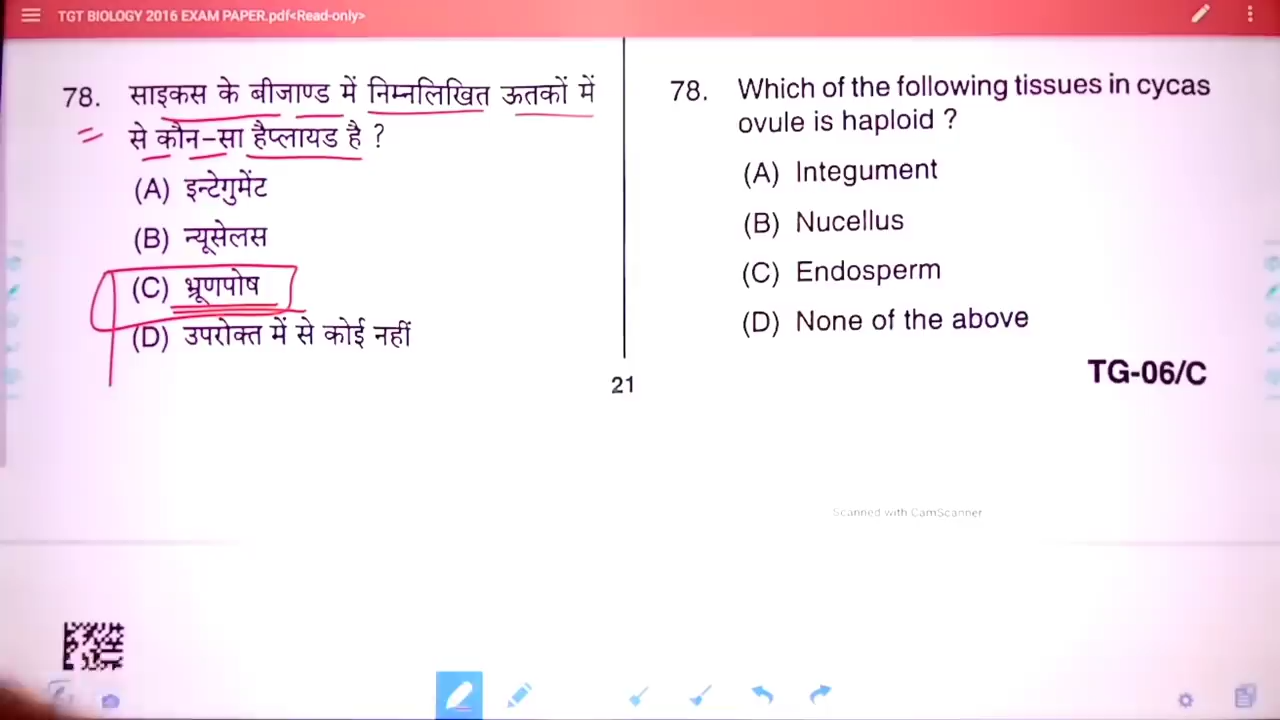 TGT BIOLOGY 2016 EXAM PAPER.pdf<Read-only>
78. साइकस के बीजाण्ड में निम्नलिखित ऊतकों में
से कौन-सा हैप्लायड है ?
(A) इन्टेगुमेंट
(B) न्यूसेलस
(C) भ्रूणपोष
(D) उपरोक्त में से कोई नहीं
78. Which of the following tissues in cycas
ovule is haploid ?
(A) Integument
(B) Nucellus
(C) Endosperm
(D) None of the above
TG-06/C
21
Scanned with CamScanner